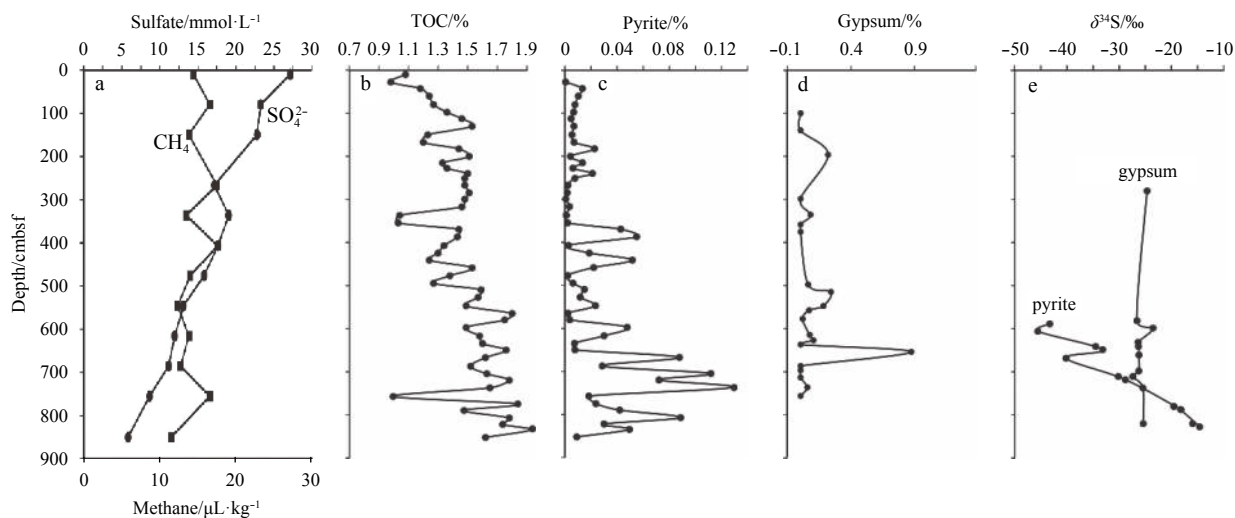 Sulfate/mmol·L⁻¹ TOC/% Pyrite/% Gypsum/% δ³⁴S/‰
0 5 10 15 20 25 30 0.7 0.9 1.1 1.3 1.5 1.7 1.9 0 0.04 0.08 0.12 -0.1 0.4 0.9 −50 −40 −30 −20 −10
0
a b c d e
100
SO₄²⁻
CH₄
200
gypsum
300
400
Depth/cmbsf
500
pyrite
600
700
800
900
0 10 20 30
Methane/μL·kg⁻¹